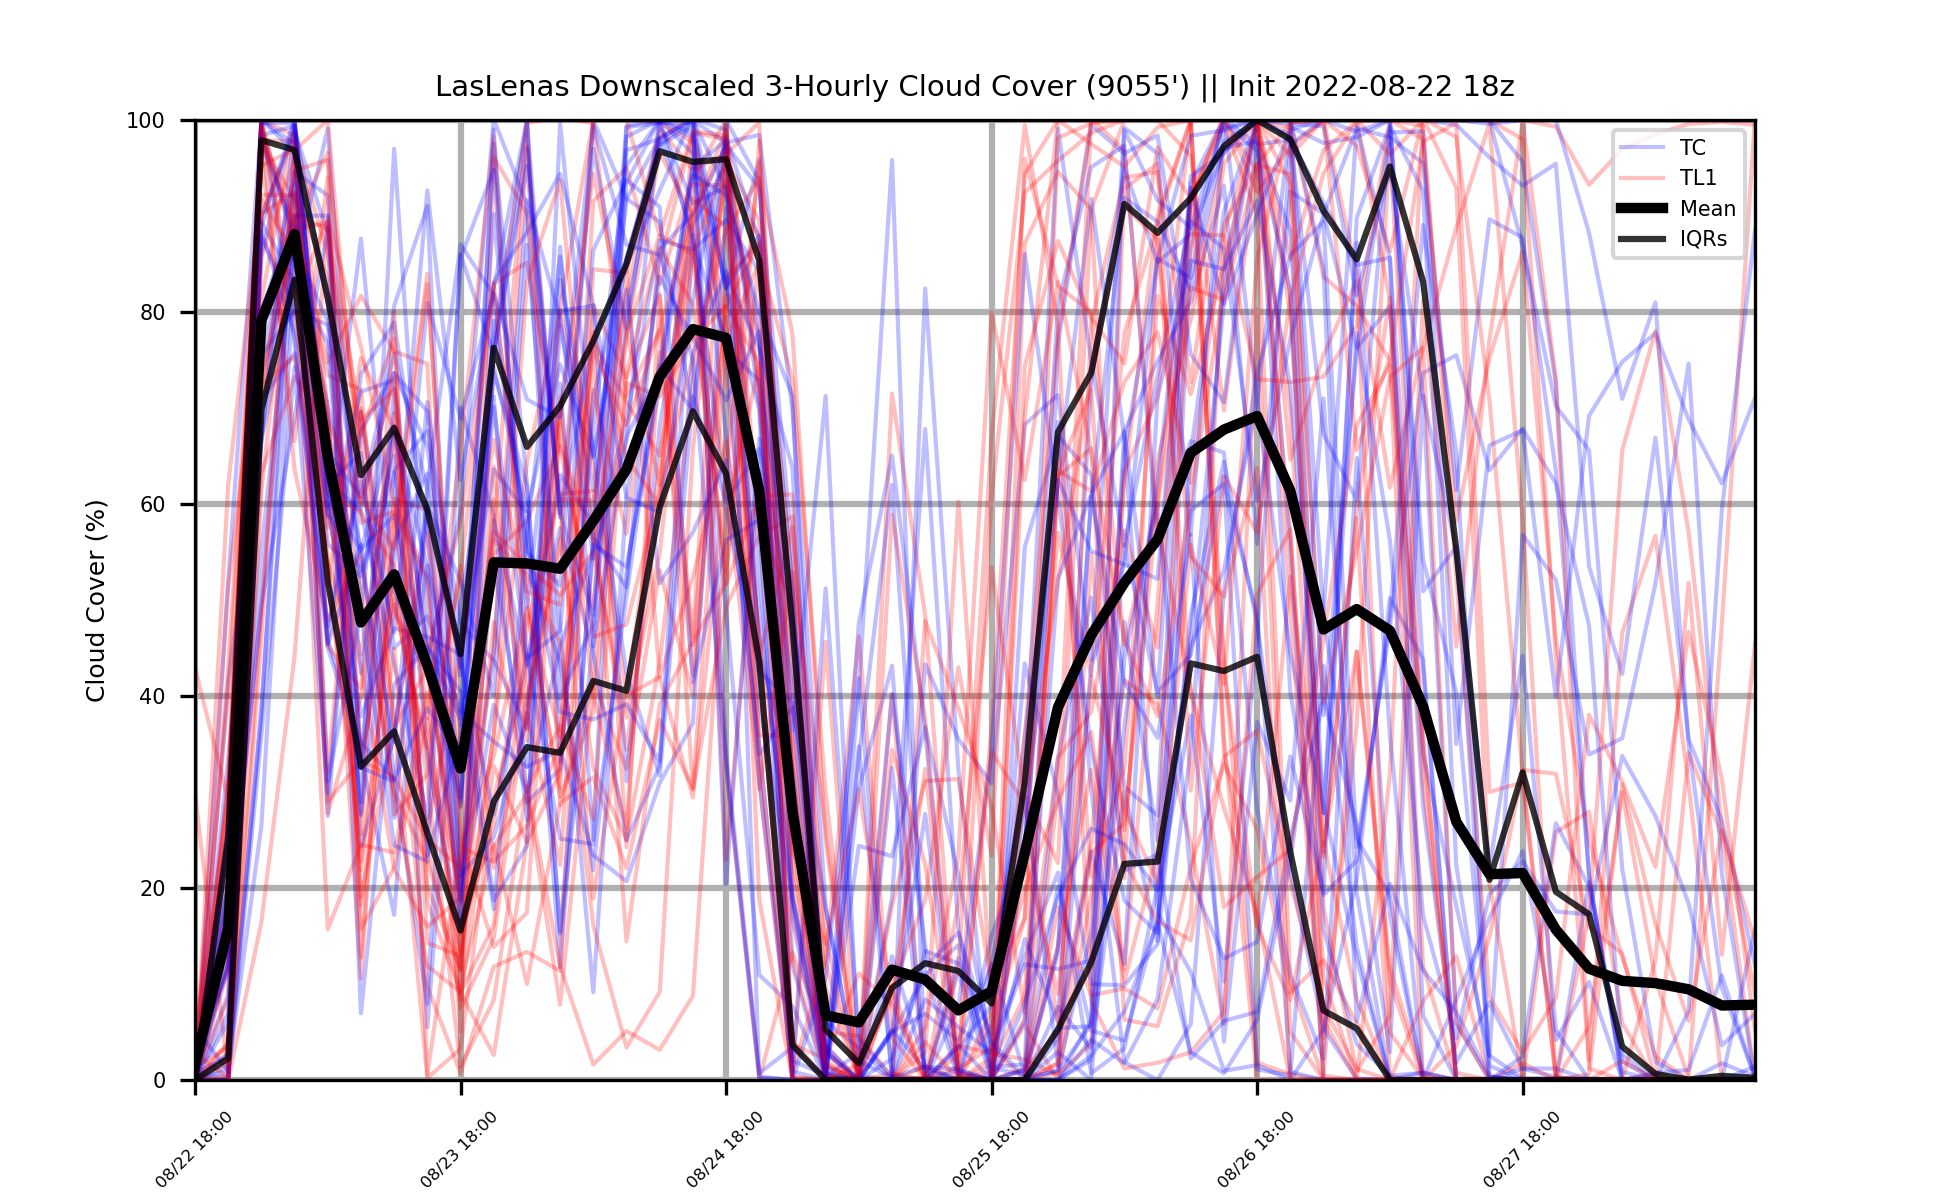 LasLenas Downscaled 3-Hourly Cloud Cover (9055') || Init 2022-08-22 18z
TC
TL1
Mean
IQRs
Cloud Cover (%)
100
80
60
40
20
0
08/22 18:00
08/23 18:00
08/24 18:00
08/25 18:00
08/26 18:00
08/27 18:00